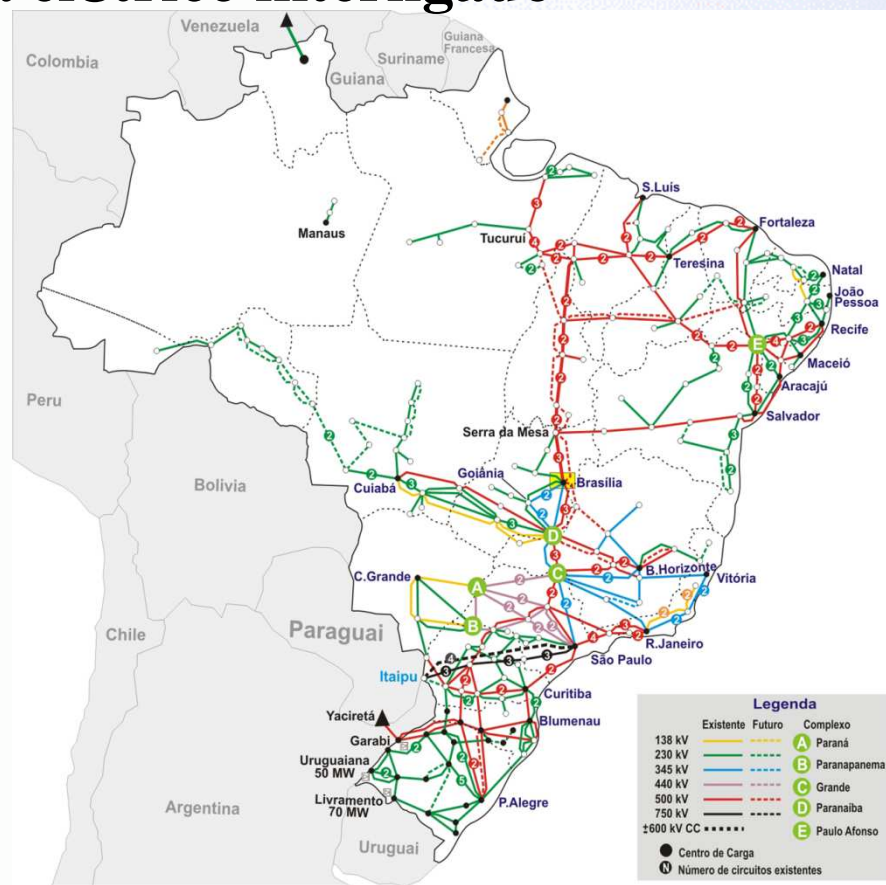 elétrico interligado
Venezuela
Guiana
Francesa
Suriname
Colombia
Guiana
S.Luís
Fortaleza
Manaus
Tucuruí
Teresina
Natal
João
Pessoa
Recife
Maceió
Aracajú
Salvador
Peru
Serra da Mesa
Bolivia
Goiânia
Cuiabá
Brasília
C.Grande
B.Horizonte
Vitória
Chile
Paraguai
R.Janeiro
São Paulo
Itaipu
Curitiba
Yaciretá
Blumenau
Garabi
Uruguaiana
50 MW
Livramento
70 MW
P.Alegre
Argentina
Uruguai
A
B
C
D
E
Legenda
Existente Futuro Complexo
138 kV A Paraná
230 kV B Paranapanema
345 kV C Grande
440 kV D Paranaíba
500 kV E Paulo Afonso
750 kV
±600 kV CC
Centro de Carga
N Número de circuitos existentes